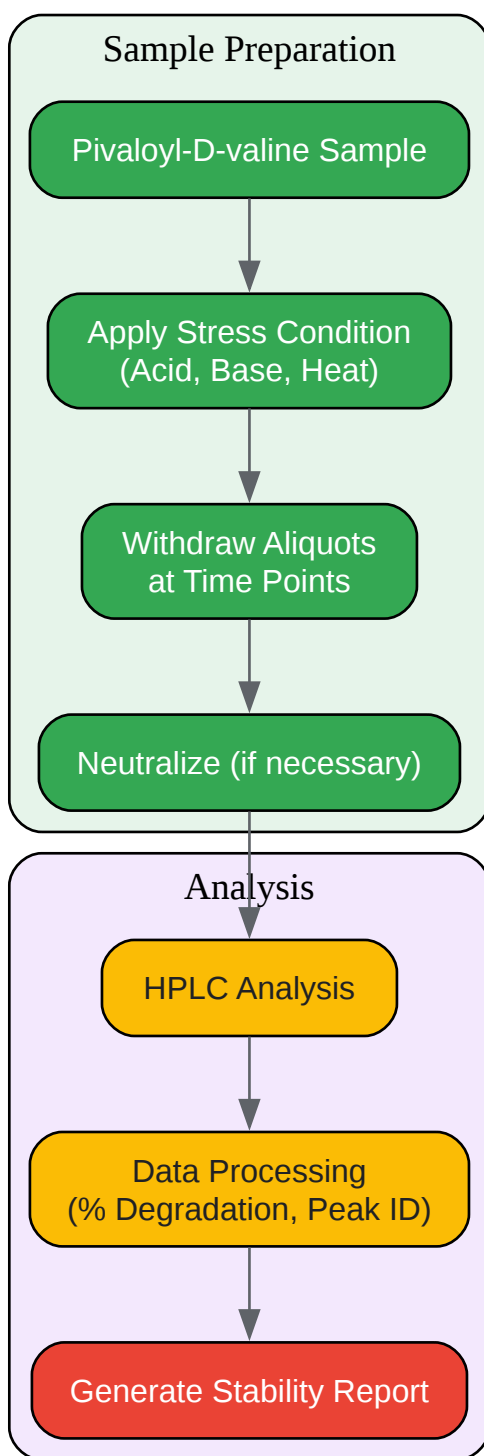 Sample Preparation
Pivaloyl-D-valine Sample
Apply Stress Condition
(Acid, Base, Heat)
Withdraw Aliquots
at Time Points
Neutralize (if necessary)
Analysis
HPLC Analysis
Data Processing
(% Degradation, Peak ID)
Generate Stability Report